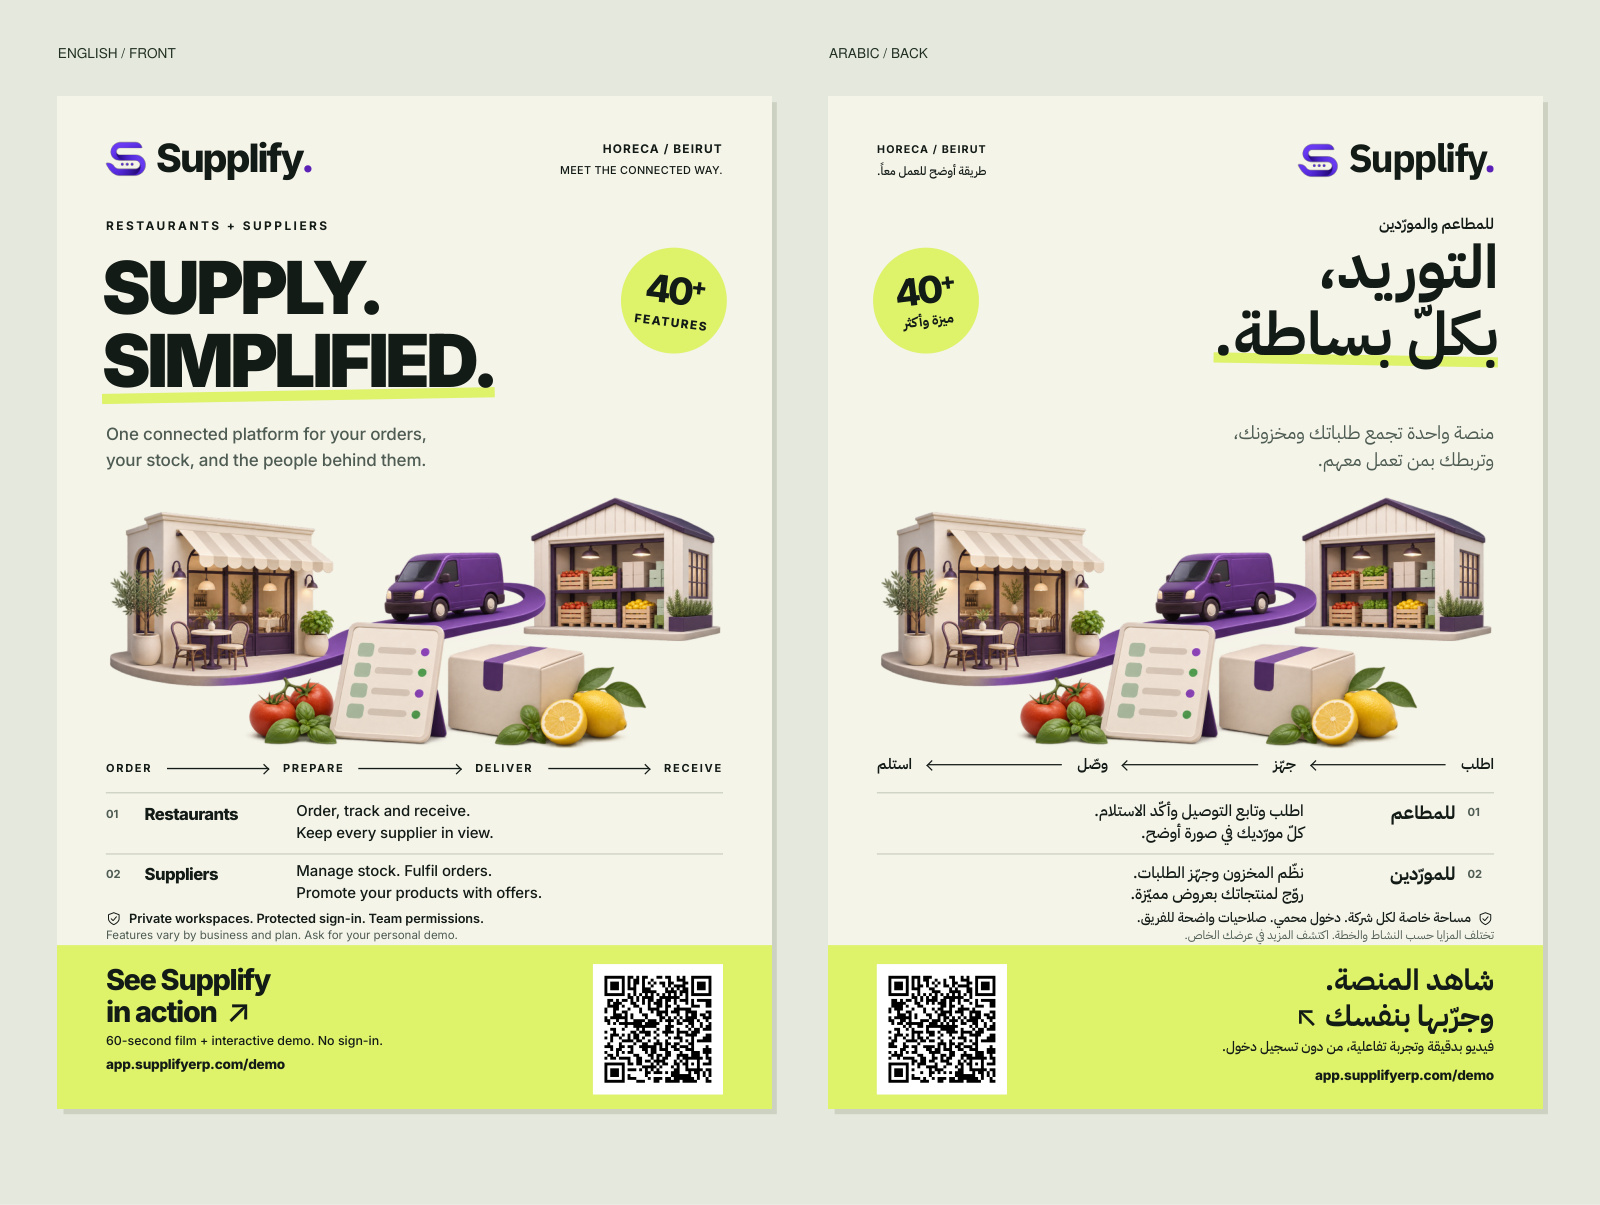 ENGLISH / FRONT
Supplify.
HORECA / BEIRUT
MEET THE CONNECTED WAY.
RESTAURANTS + SUPPLIERS
SUPPLY.
SIMPLIFIED.
40+
FEATURES
One connected platform for your orders,
your stock, and the people behind them.
ORDER → PREPARE → DELIVER → RECEIVE
01 Restaurants
Order, track and receive.
Keep every supplier in view.
02 Suppliers
Manage stock. Fulfil orders.
Promote your products with offers.
Private workspaces. Protected sign-in. Team permissions.
Features vary by business and plan. Ask for your personal demo.
See Supplify
in action ↗
60-second film + interactive demo. No sign-in.
app.supplifyerp.com/demo
ARABIC / BACK
Supplify.
HORECA / BEIRUT
طريقة أوضح للعمل معاً.
للمطاعم والمورّدين
التوريد،
بكلّ بساطة.
40+
ميزة وأكثر
منصة واحدة تجمع طلباتك ومخزونك،
وتربطك بمن تعمل معهم.
اطلب ← جهّز ← وصّل ← استلم
01 للمطاعم
اطلب وتابع التوصيل وأكّد الاستلام.
كلّ مورّديك في صورة أوضح.
02 للمورّدين
نظّم المخزون وجهّز الطلبات.
روّج لمنتجاتك بعروض مميّزة.
مساحة خاصة لكل شركة. دخول محمي. صلاحيات واضحة للفريق.
تختلف المزايا حسب النشاط والخطة. اكتشف المزيد في عرضك الخاص.
شاهد المنصة.
وجرّبها بنفسك ↖
فيديو بدقيقة وتجربة تفاعلية، من دون تسجيل دخول.
app.supplifyerp.com/demo